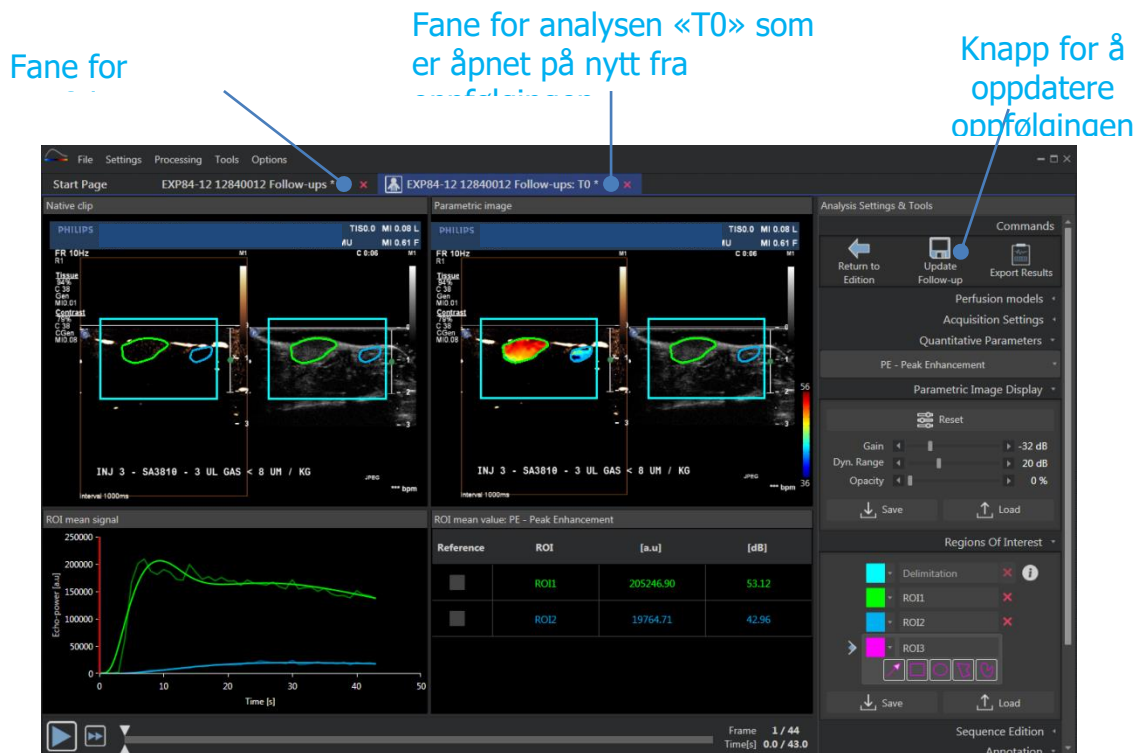 Fane for
Fane for analysen «T0» som
er åpnet på nytt fra
Knapp for å
oppdatere
oppfølgingen
File Settings Processing Tools Options
Start Page EXP84-12 12840012 Follow-ups * EXP84-12 12840012 Follow-ups: T0 *
Native clip
PHILIPS TIS0.0 MI 0.08 L
MI 0.61 F
FR 10Hz M1 C 0:06 M1
R1
Tissue
94%
C 38
Gen
MI0.01
Contrast
79%
C 38
CGen
MI0.08
INJ 3 - SA3810 - 3 UL GAS < 8 UM / KG
JPEG
*** bpm
Interval 1000ms
Parametric image
PHILIPS TIS0.0 MI 0.08 L
MI 0.61 F
FR 10Hz M1 C 0:06 M1
R1
Tissue
94%
C 38
Gen
MI0.01
Contrast
79%
C 38
CGen
MI0.08
56
36
INJ 3 - SA3810 - 3 UL GAS < 8 UM / KG
JPEG
*** bpm
Interval 1000ms
ROI mean signal
Echo-power [a.u]
250000
200000
150000
100000
50000
0
0 10 20 30 40 50
Time [s]
ROI mean value: PE - Peak Enhancement
Reference ROI [a.u] [dB]
ROI1 205246.90 53.12
ROI2 19764.71 42.96
Analysis Settings & Tools
Commands
Return to
Edition
Update
Follow-up
Export Results
Perfusion models
Acquisition Settings
Quantitative Parameters
PE - Peak Enhancement
Parametric Image Display
Reset
Gain -32 dB
Dyn. Range 20 dB
Opacity 0 %
Save Load
Regions Of Interest
Delimitation
ROI1
ROI2
ROI3
Save Load
Sequence Edition
Annotation
Frame 1 / 44
Time[s] 0.0 / 43.0